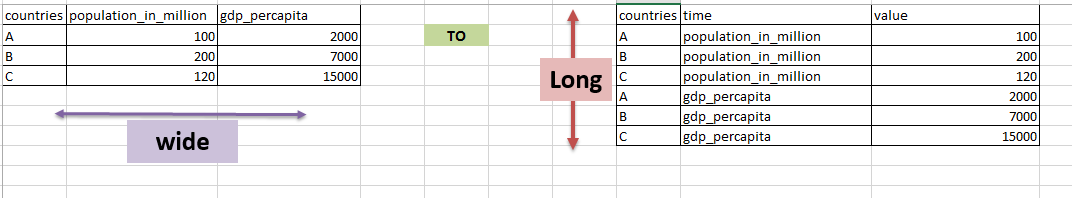 countries population_in_million gdp_percapita
A 100 2000
B 200 7000
C 120 15000
wide
TO
Long
countries time value
A population_in_million 100
B population_in_million 200
C population_in_million 120
A gdp_percapita 2000
B gdp_percapita 7000
C gdp_percapita 15000